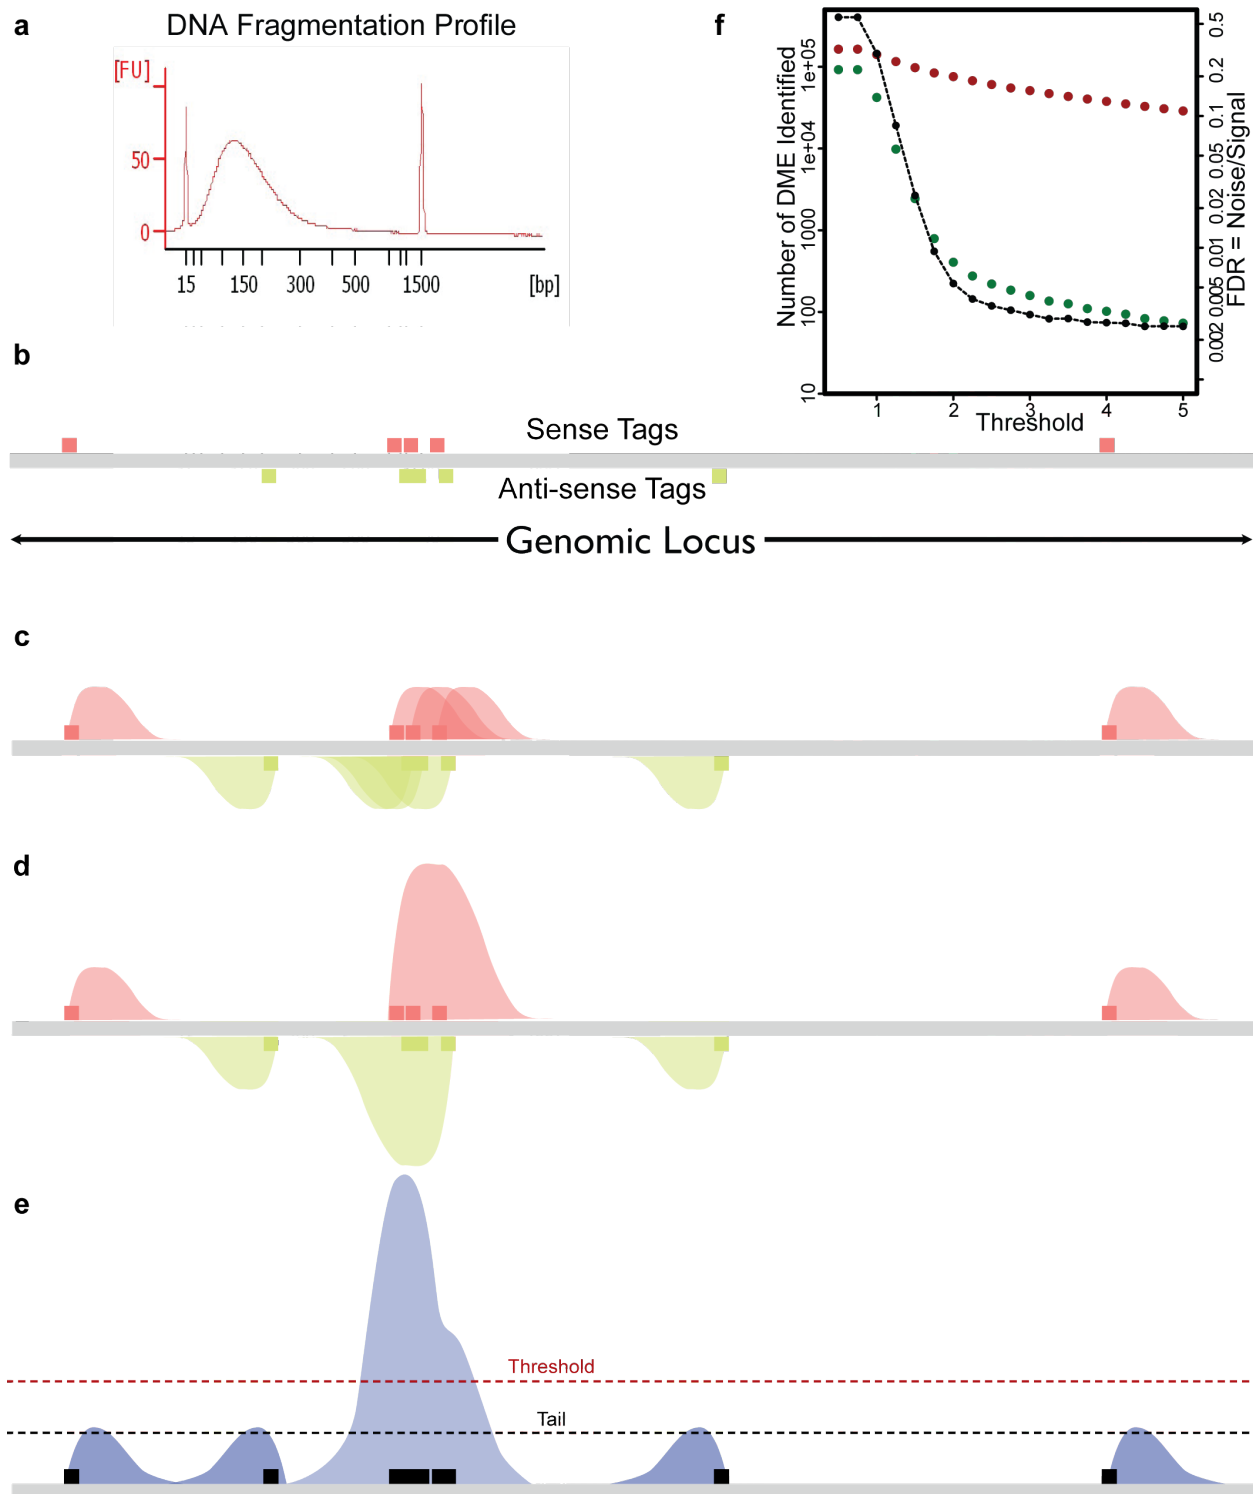 a
DNA Fragmentation Profile
[FU]
50
0
15 150 300 500 1500 [bp]
f
Number of DME Identified
1e+05
1e+04
1000
100
10
0.5
0.2
0.1
0.05
0.02
0.01
0.005
0.002
FDR = Noise/Signal
1 2 3 4 5
Threshold
b
Sense Tags
Anti-sense Tags
Genomic Locus
c
d
e
Threshold
Tail